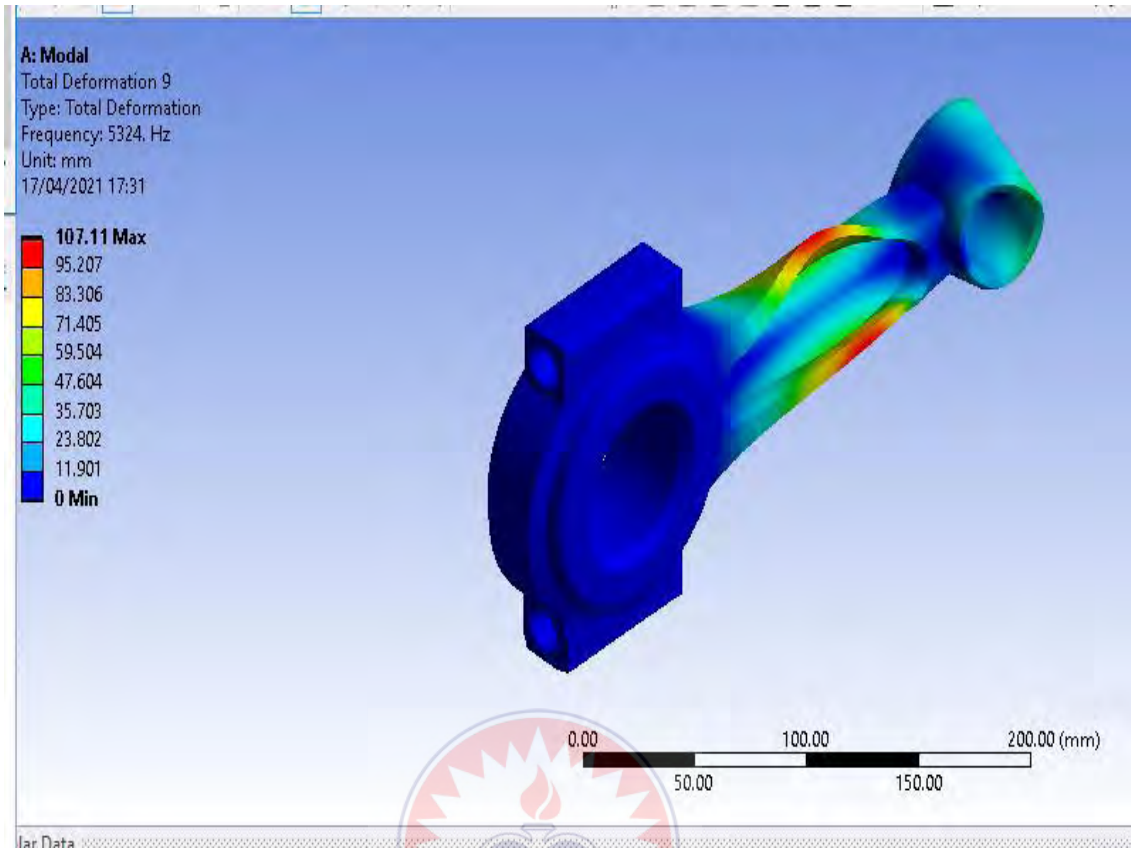 A: Modal
Total Deformation 9
Type: Total Deformation
Frequency: 5324. Hz
Unit: mm
17/04/2021 17:31
107.11 Max
95.207
83.306
71.405
59.504
47.604
35.703
23.802
11.901
0 Min
0.00 100.00 200.00 (mm)
50.00 150.00
lar Data